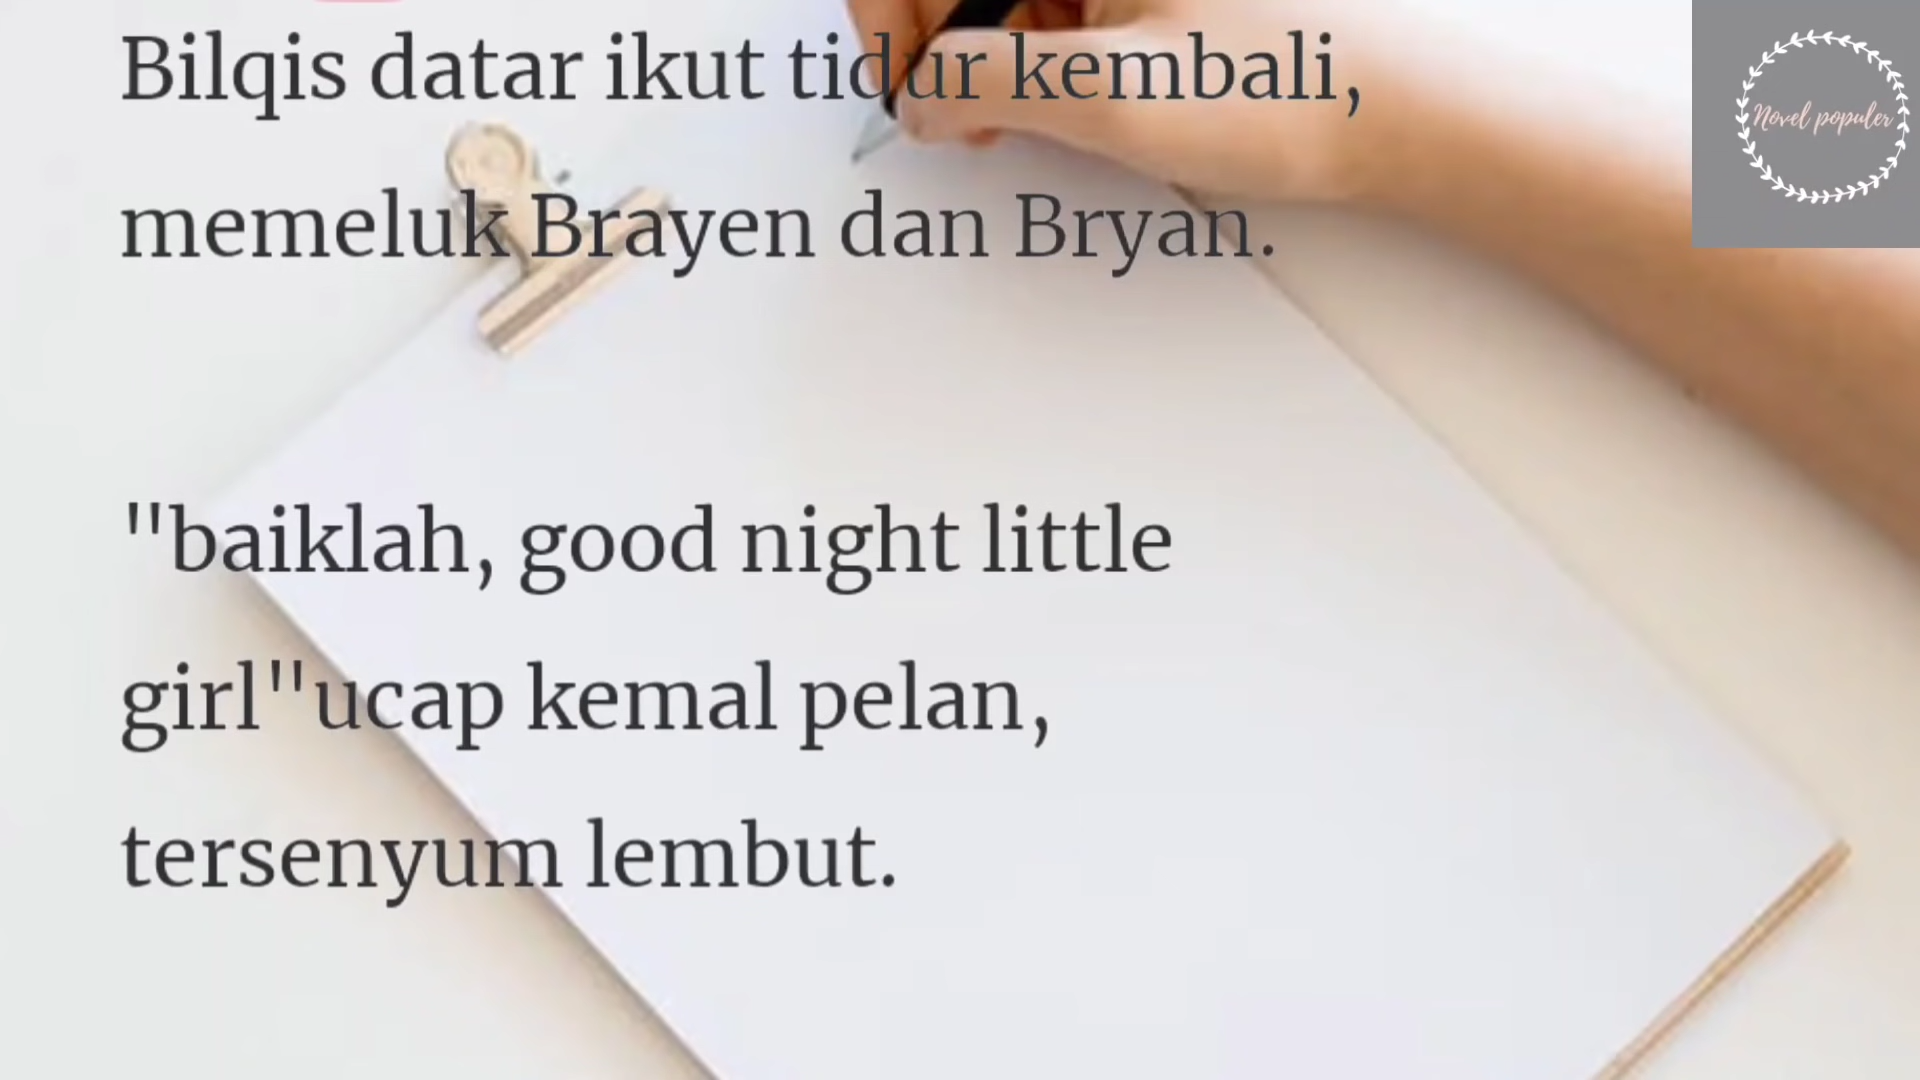 Bilqis datar ikut tidur kembali,
memeluk Brayen dan Bryan.
"baiklah, good night little
girl"ucap kemal pelan,
tersenyum lembut.
Novel populer